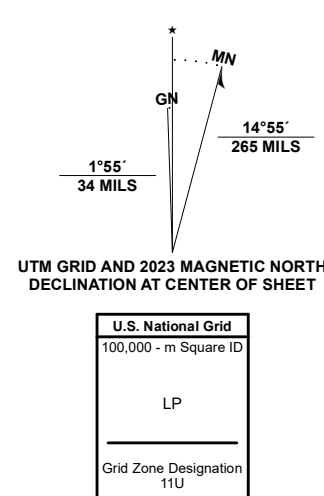 ★
MN
GN
14°55´
265 MILS
1°55´
34 MILS
UTM GRID AND 2023 MAGNETIC NORTH
DECLINATION AT CENTER OF SHEET
U.S. National Grid
100,000 - m Square ID
LP
Grid Zone Designation
11U